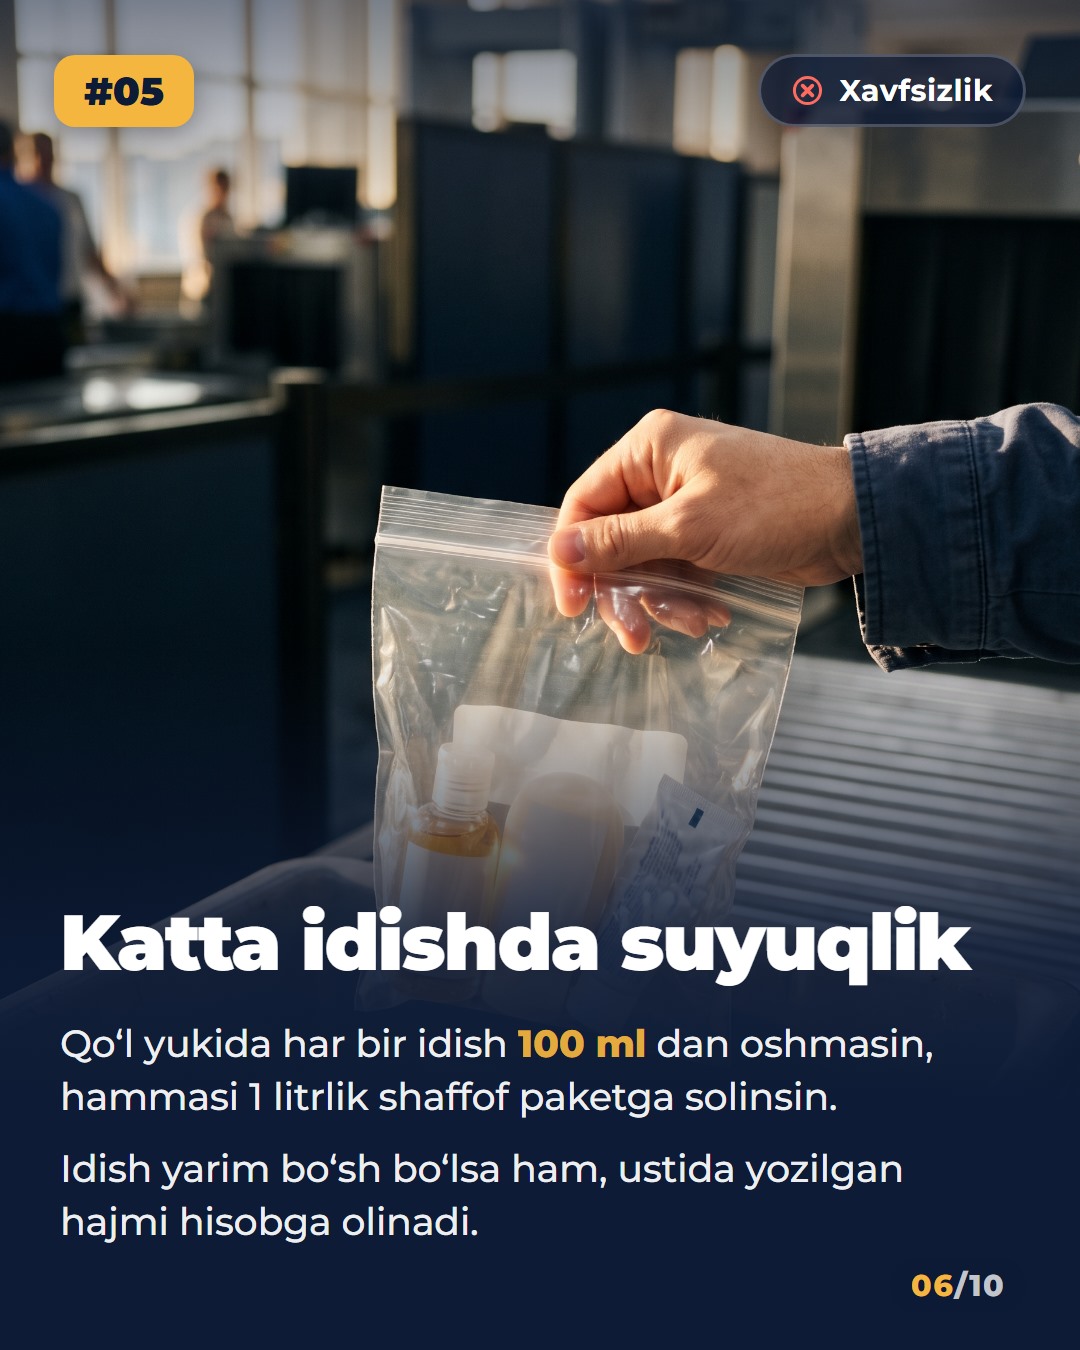 #05
Xavfsizlik
Katta idishda suyuqlik
Qo‘l yukida har bir idish 100 ml dan oshmasin,
hammasi 1 litrlik shaffof paketga solinsin.
Idish yarim bo‘sh bo‘lsa ham, ustida yozilgan
hajmi hisobga olinadi.
06/10